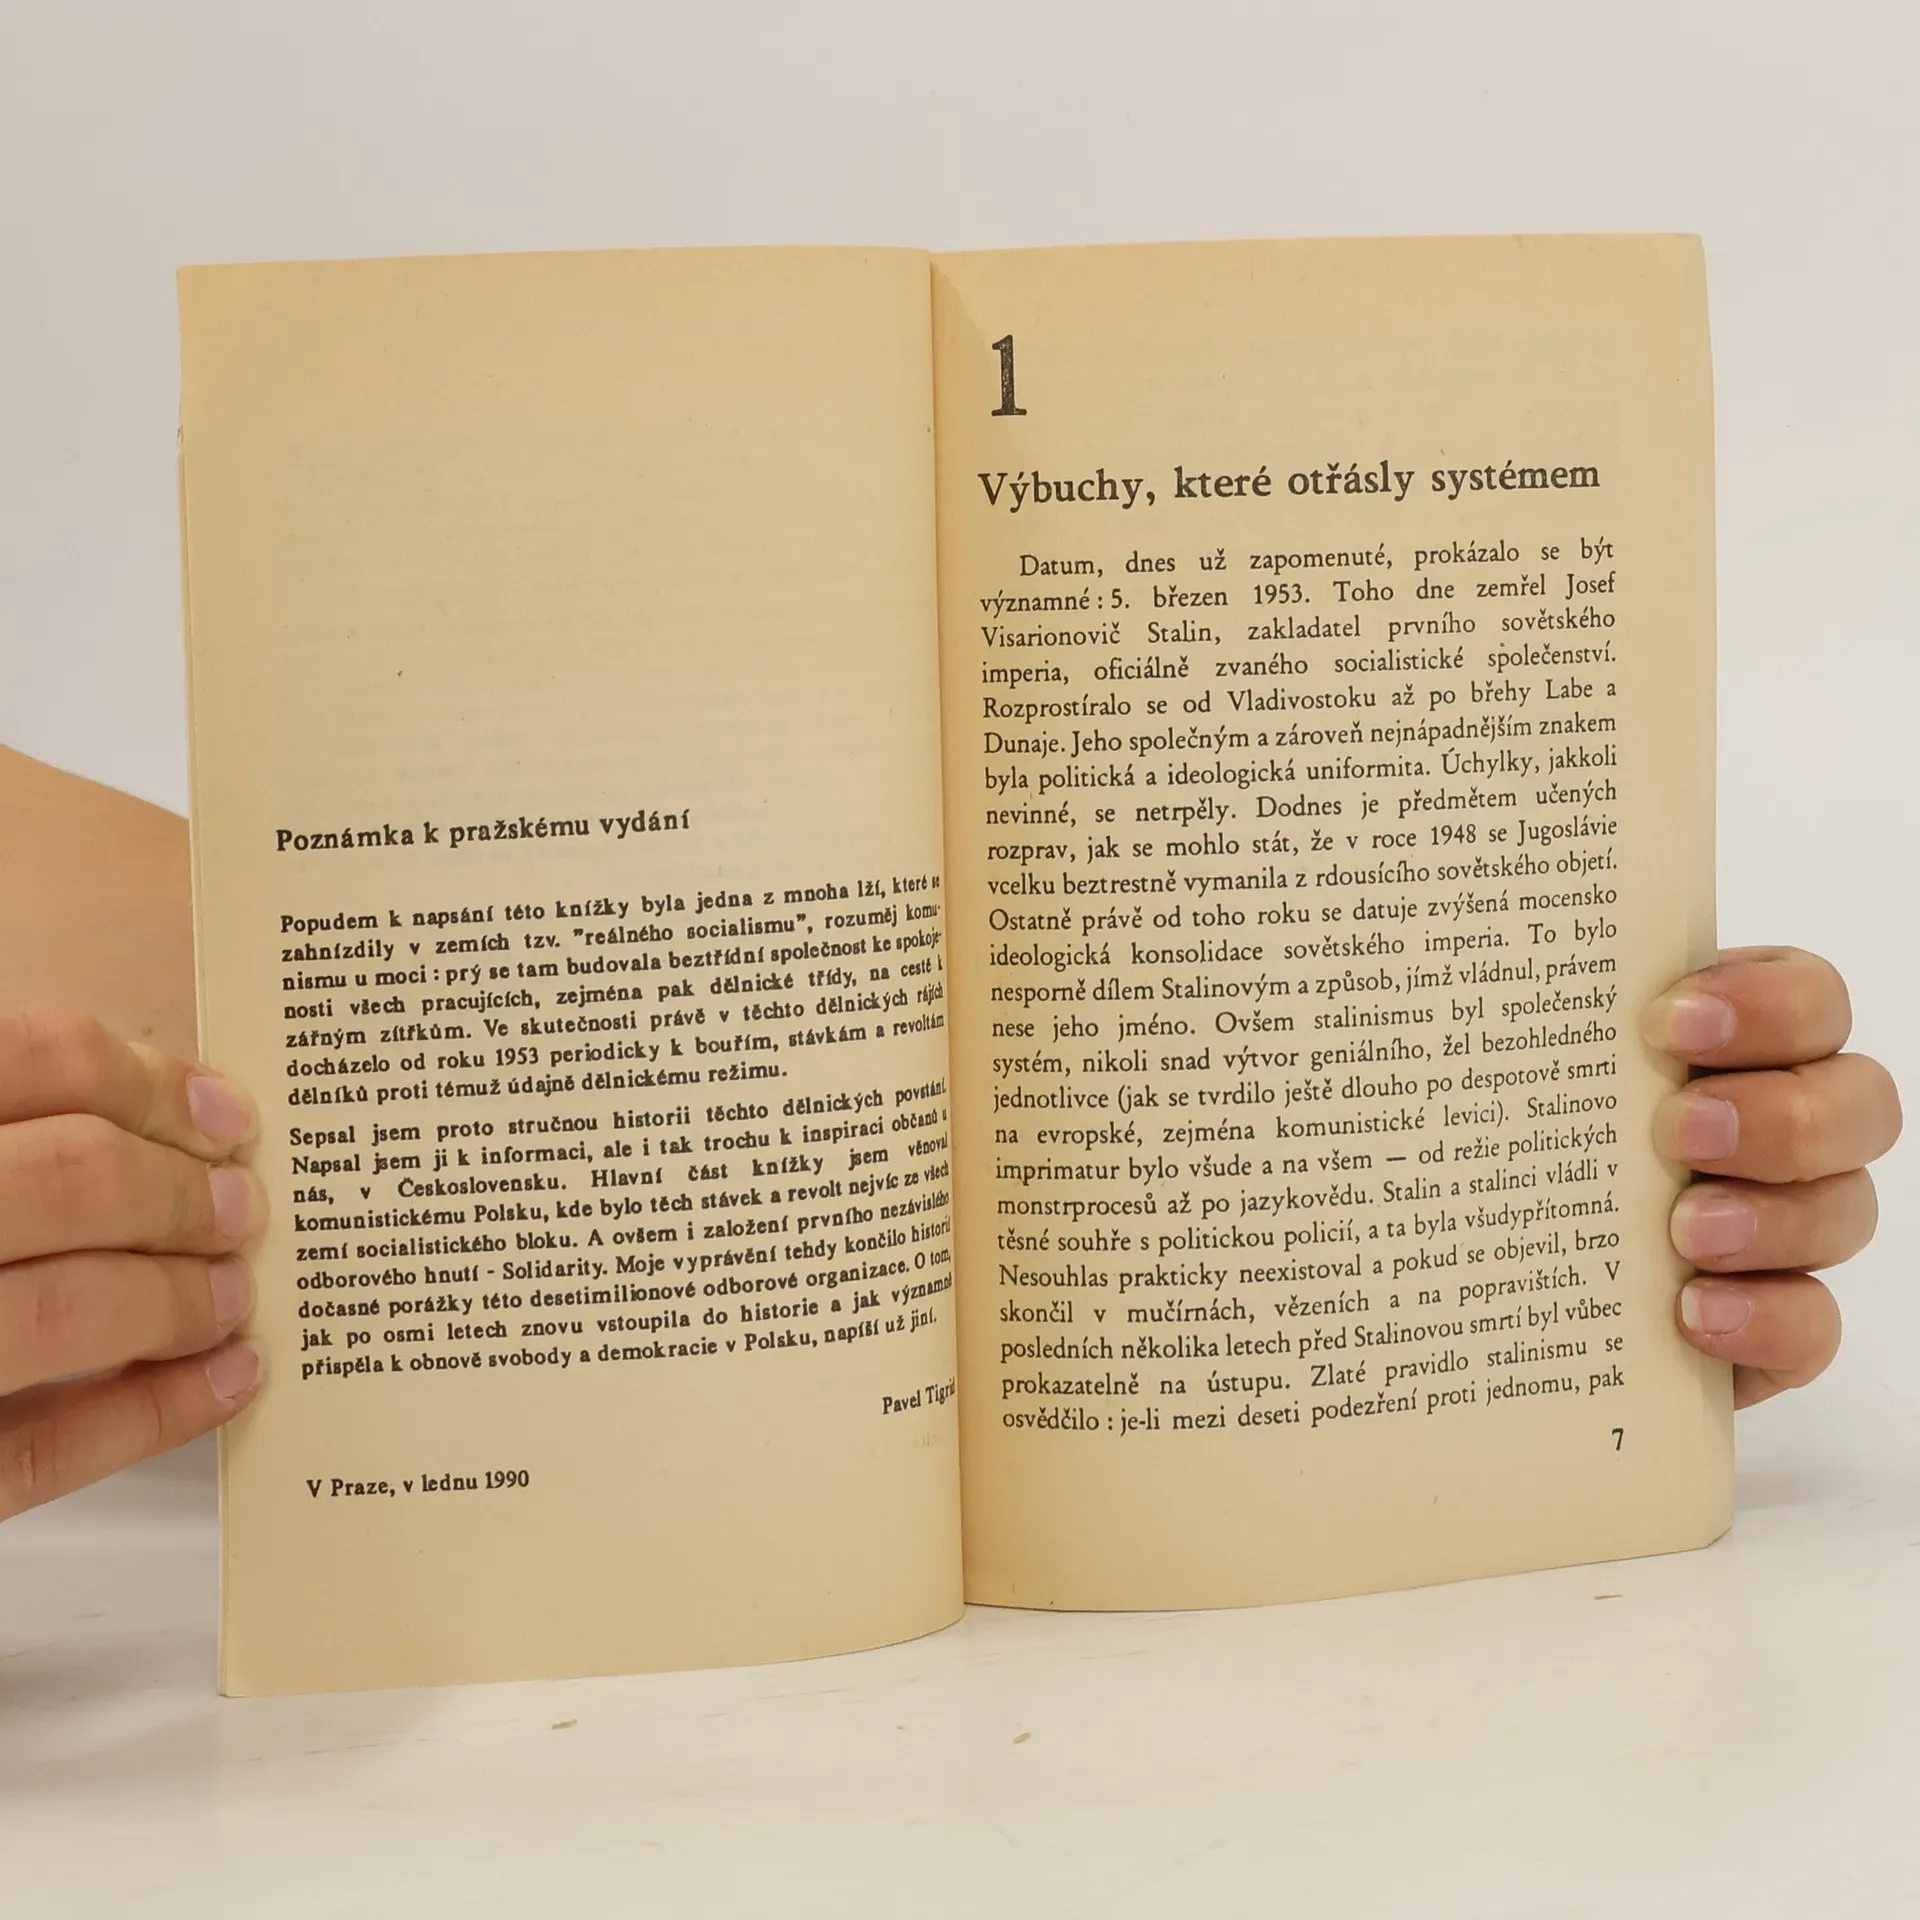 Poznámka k pražskému vydání
Popudem k napsání této knížky byla jedna z mnoha lží, které se
zahnízdily v zemích tzv. ”reálného socialismu”, rozuměj komu-
nismu u moci : prý se tam budovala beztřídní společnost ke spokoje-
nosti všech pracujících, zejména pak dělnické třídy, na cestě k
zářným zítřkům. Ve skutečnosti právě v těchto dělnických rájích
docházelo od roku 1953 periodicky k bouřím, stávkám a revoltám
dělníků proti témuž údajně dělnickému režimu.
Sepsal jsem proto stručnou historii těchto dělnických povstání.
Napsal jsem ji k informaci, ale i tak trochu k inspiraci občanů u
nás, v Československu. Hlavní část knížky jsem věnoval
komunistickému Polsku, kde bylo těch stávek a revolt nejvíc ze všech
zemí socialistického bloku. A ovšem i založení prvního nezávislého
odborového hnutí - Solidarity. Moje vyprávění tehdy končilo historií
dočasné porážky této desetimilionové odborové organizace. O tom,
jak po osmi letech znovu vstoupila do historie a jak významně
přispěla k obnově svobody a demokracie v Polsku, napíší už jiní.
Pavel Tigrid
V Praze, v lednu 1990
1
Výbuchy, které otřásly systémem
Datum, dnes už zapomenuté, prokázalo se být
významné : 5. březen 1953. Toho dne zemřel Josef
Visarionovič Stalin, zakladatel prvního sovětského
imperia, oficiálně zvaného socialistické společenství.
Rozprostíralo se od Vladivostoku až po břehy Labe a
Dunaje. Jeho společným a zároveň nejnápadnějším znakem
byla politická a ideologická uniformita. Úchylky, jakkoli
nevinné, se netrpěly. Dodnes je předmětem učených
rozprav, jak se mohlo stát, že v roce 1948 se Jugoslávie
vcelku beztrestně vymanila z rdousícího sovětského objetí.
Ostatně právě od toho roku se datuje zvýšená mocensko
ideologická konsolidace sovětského imperia. To bylo
nesporně dílem Stalinovým a způsob, jímž vládnul, právem
nese jeho jméno. Ovšem stalinismus byl společenský
systém, nikoli snad výtvor geniálního, žel bezohledného
jednotlivce (jak se tvrdilo ještě dlouho po despotově smrti
na evropské, zejména komunistické levici). Stalinovo
imprimatur bylo všude a na všem — od režie politických
monstrprocesů až po jazykovědu. Stalin a stalinci vládli v
těsné souhře s politickou policií, a ta byla všudypřítomná.
Nesouhlas prakticky neexistoval a pokud se objevil, brzo
skončil v mučírnách, vězeních a na popravištích. V
posledních několika letech před Stalinovou smrtí byl vůbec
prokazatelně na ústupu. Zlaté pravidlo stalinismu se
osvědčilo : je-li mezi deseti podezření proti jednomu, pak
7